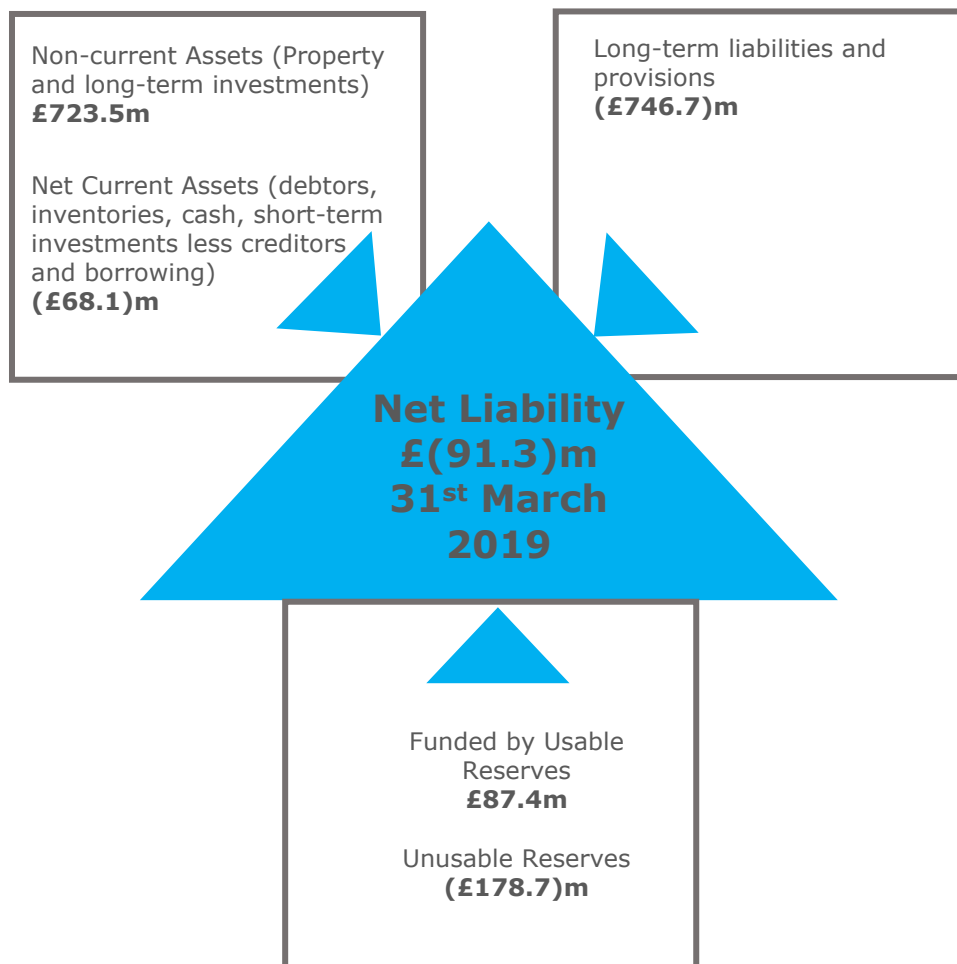 Non-current Assets (Property
and long-term investments)
£723.5m
Net Current Assets (debtors,
inventories, cash, short-term
investments less creditors
and borrowing)
(£68.1)m
Long-term liabilities and
provisions
(£746.7)m
Net Liability
£(91.3)m
31st March
2019
Funded by Usable
Reserves
£87.4m
Unusable Reserves
(£178.7)m